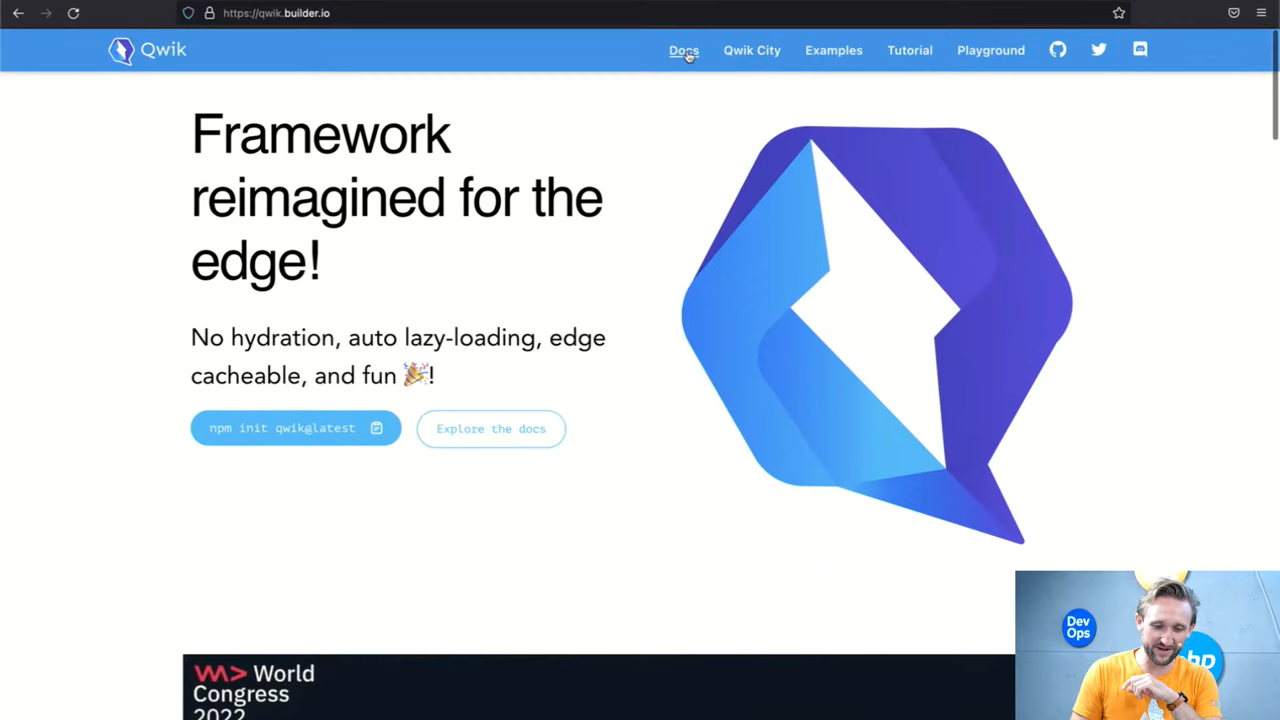 https://qwik.builder.io
Qwik
Docs
Qwik City
Examples
Tutorial
Playground
Framework
reimagined for the
edge!
No hydration, auto lazy-loading, edge
cacheable, and fun 🎉!
npm init qwik@latest
Explore the docs
World
Congress
2022
Dev
Ops
hp